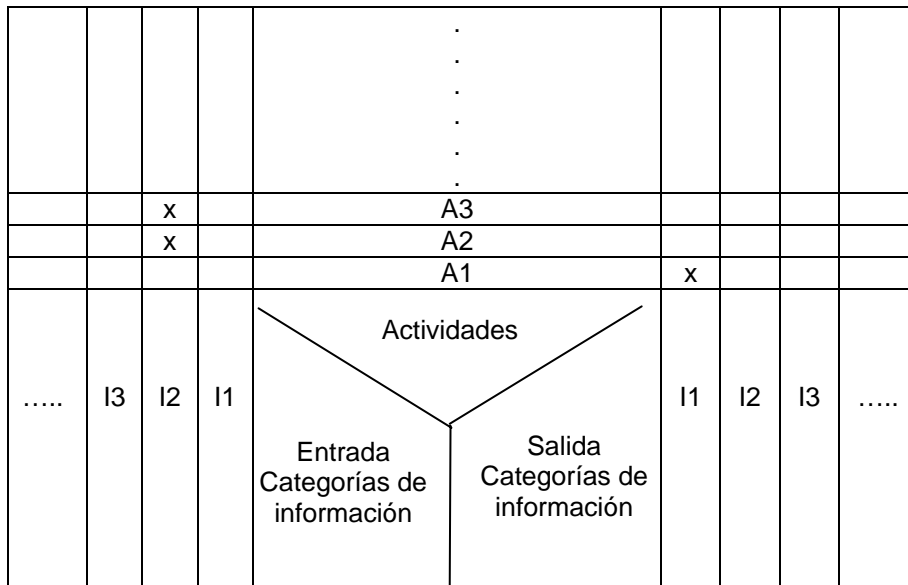 .
.
.
.
.
.
x A3
x A2
A1 x
Actividades
….. I3 I2 I1 I1 I2 I3 …..
Entrada
Categorías de
información
Salida
Categorías de
información